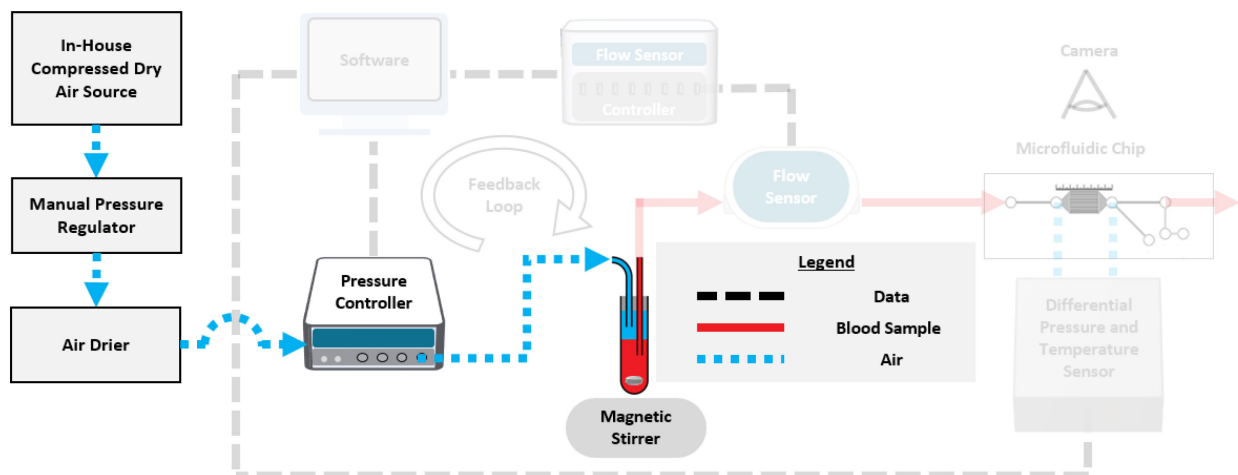 In-House
Compressed Dry
Air Source
Manual Pressure
Regulator
Air Drier
Software
Flow Sensor
Controller
Feedback
Loop
Pressure
Controller
Flow
Sensor
Camera
Microfluidic Chip
Legend
Data
Blood Sample
Air
Magnetic
Stirrer
Differential
Pressure and
Temperature
Sensor